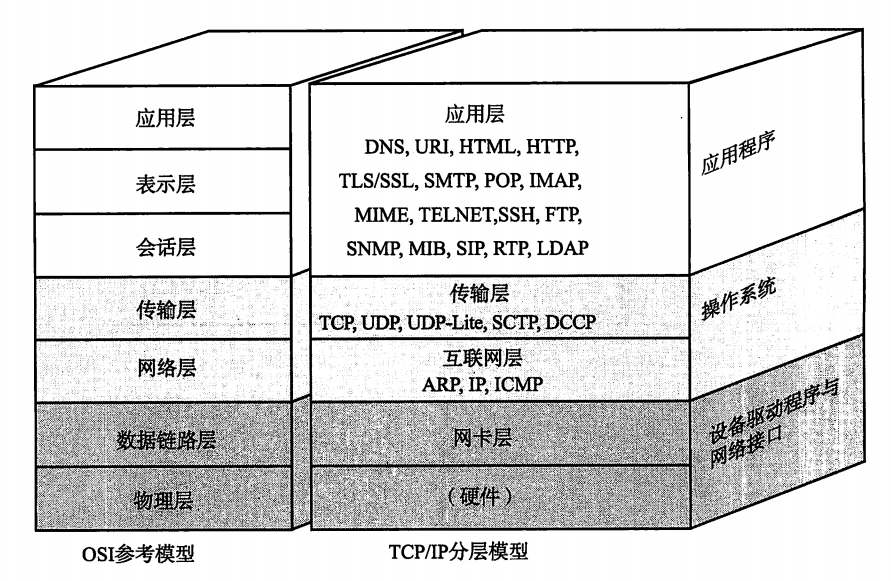 应用层
表示层
会话层
传输层
网络层
数据链路层
物理层
OSI参考模型
应用层
DNS, URI, HTML, HTTP,
TLS/SSL, SMTP, POP, IMAP,
MIME, TELNET,SSH, FTP,
SNMP, MIB, SIP, RTP, LDAP
传输层
TCP, UDP, UDP-Lite, SCTP, DCCP
互联网层
ARP, IP, ICMP
网卡层
（硬件）
TCP/IP分层模型
应用程序
操作系统
设备驱动程序与
网络接口